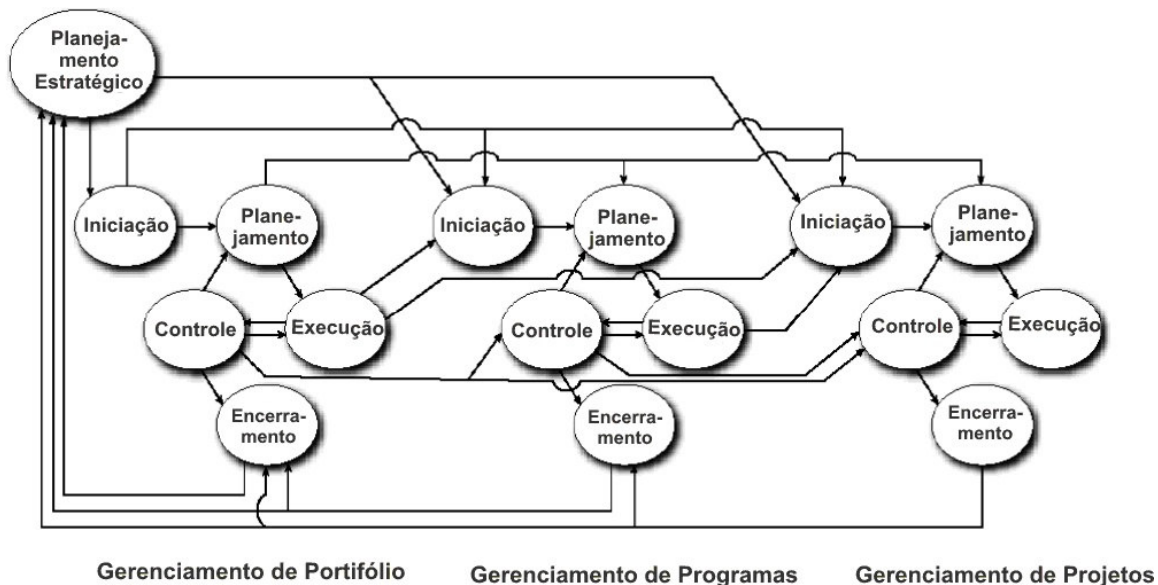 Planeja-
mento
Estratégico
Iniciação
Plane-
jamento
Iniciação
Plane-
jamento
Iniciação
Plane-
jamento
Controle
Execução
Controle
Execução
Controle
Execução
Encerra-
mento
Encerra-
mento
Encerra-
mento
Gerenciamento de Portifólio
Gerenciamento de Programas
Gerenciamento de Projetos